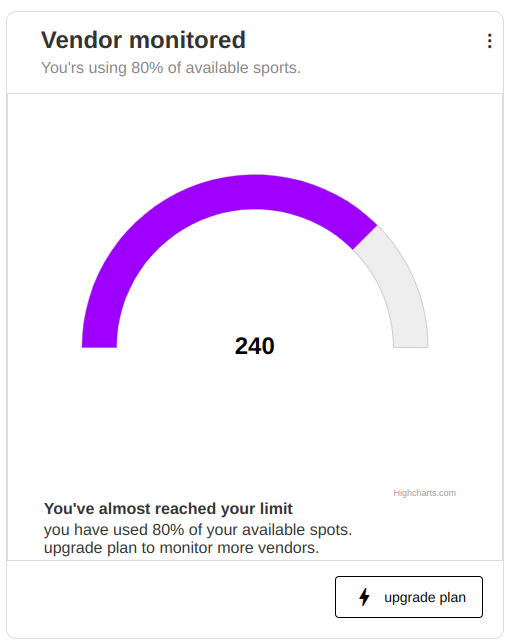 Vendor monitored
You'rs using 80% of available sports.
240
Highcharts.com
You've almost reached your limit
you have used 80% of your available spots.
upgrade plan to monitor more vendors.
upgrade plan